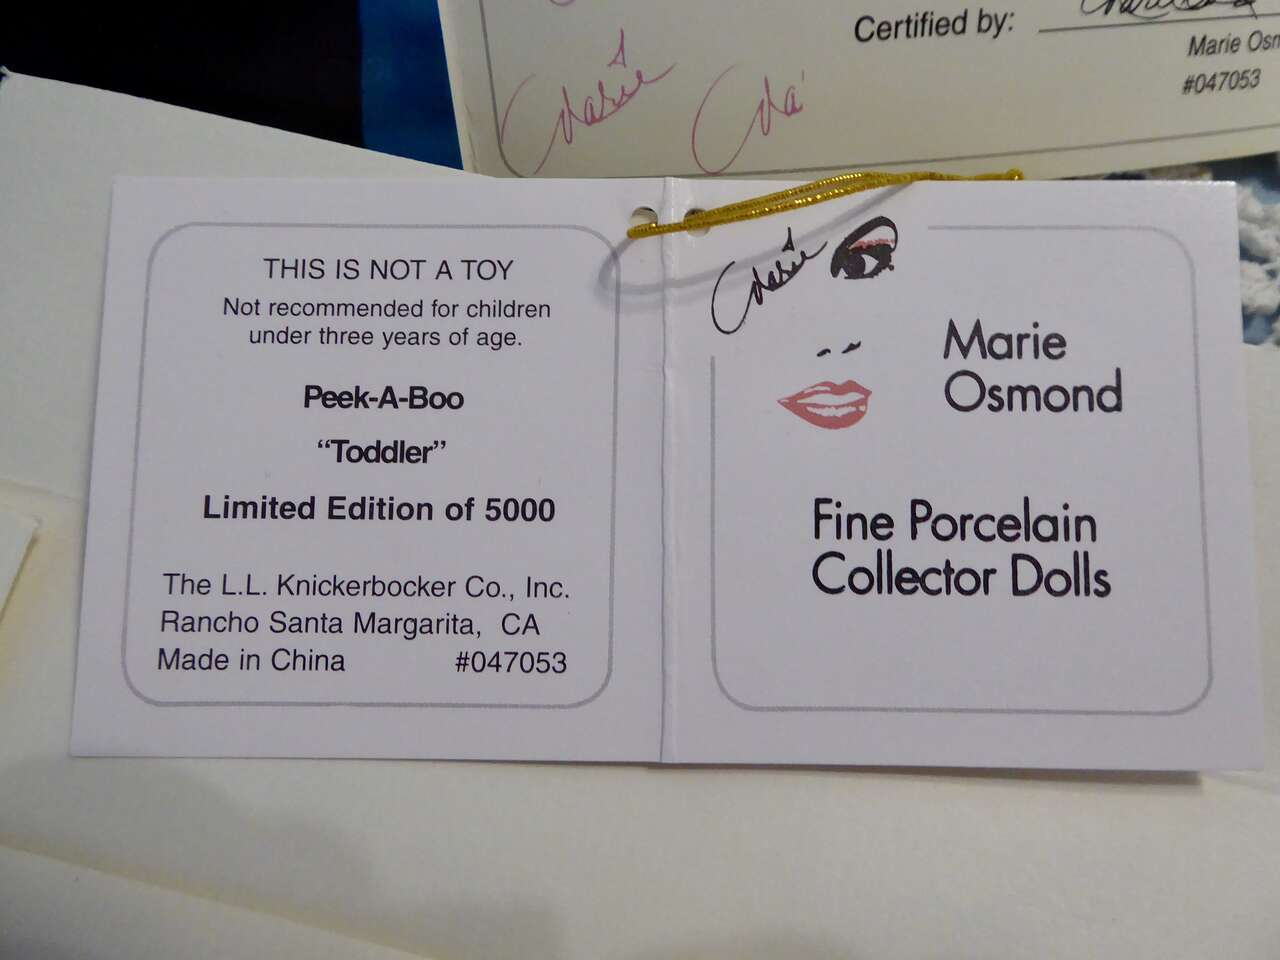 Certified by:
Marie
#047053
Marie
THIS IS NOT A TOY
Not recommended for children
under three years of age.
Peek-A-Boo
“Toddler”
Limited Edition of 5000
The L.L. Knickerbocker Co., Inc.
Rancho Santa Margarita, CA
Made in China #047053
Marie
Marie
Osmond
Fine Porcelain
Collector Dolls